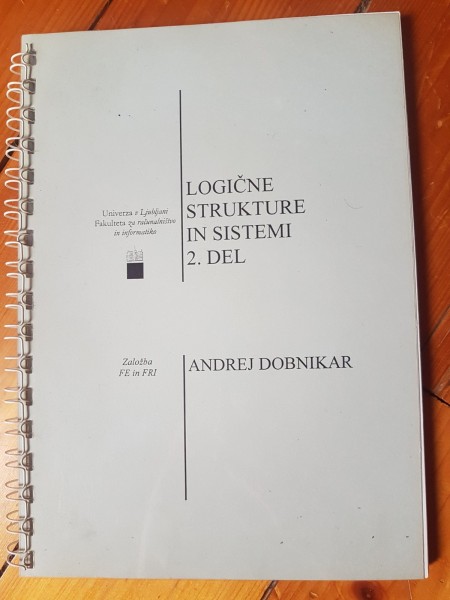 LOGIČNE
STRUKTURE
IN SISTEMI
2. DEL
Univerza v Ljubljani
Fakulteta za računalništvo
in informatiko
Založba
FE in FRI
ANDREJ DOBNIKAR